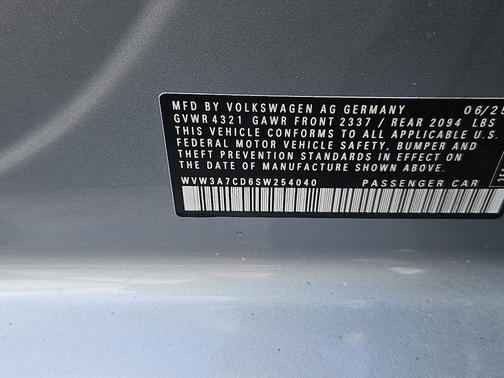 MFD BY VOLKSWAGEN AG GERMANY 06/25
GVWR 4321 GAWR FRONT 2337 / REAR 2094 LBS
THIS VEHICLE CONFORMS TO ALL APPLICABLE U.S.
FEDERAL MOTOR VEHICLE SAFETY, BUMPER AND
THEFT PREVENTION STANDARDS IN EFFECT ON
THE DATE OF MANUFACTURE SHOWN ABOVE.
WVW3A7CD6SW254040 PASSENGER CAR